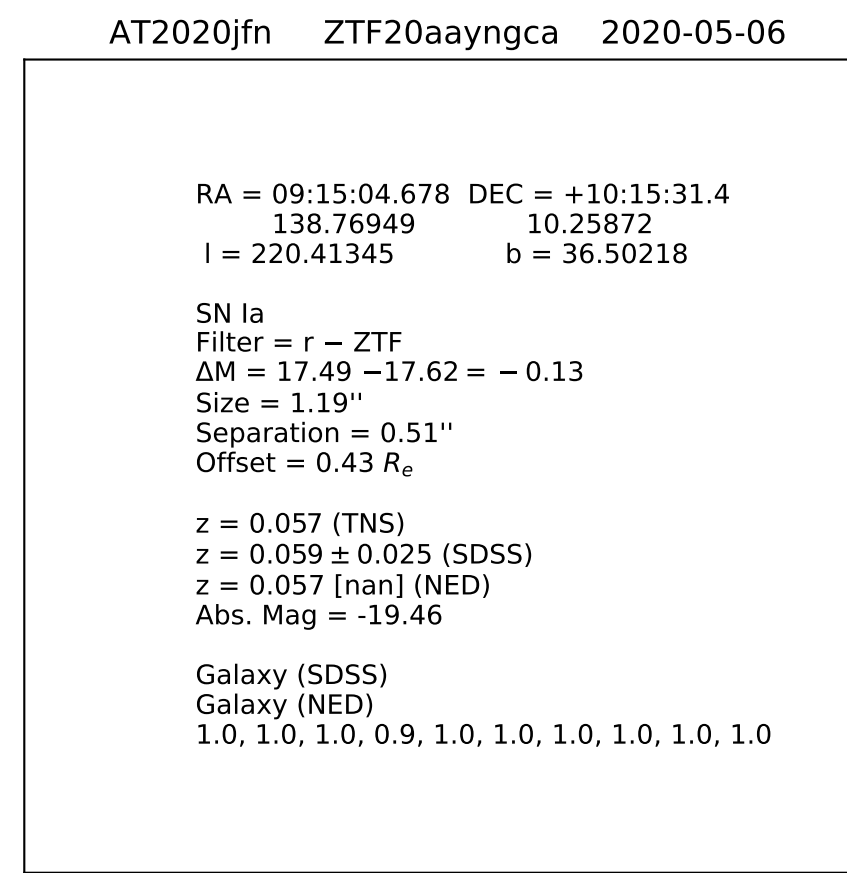 AT2020jfn ZTF20aayngca 2020-05-06
RA = 09:15:04.678 DEC = +10:15:31.4
138.76949 10.25872
l = 220.41345 b = 36.50218
SN Ia
Filter = r − ZTF
ΔM = 17.49 −17.62 = − 0.13
Size = 1.19''
Separation = 0.51''
Offset = 0.43 Rₑ
z = 0.057 (TNS)
z = 0.059 ± 0.025 (SDSS)
z = 0.057 [nan] (NED)
Abs. Mag = -19.46
Galaxy (SDSS)
Galaxy (NED)
1.0, 1.0, 1.0, 0.9, 1.0, 1.0, 1.0, 1.0, 1.0, 1.0